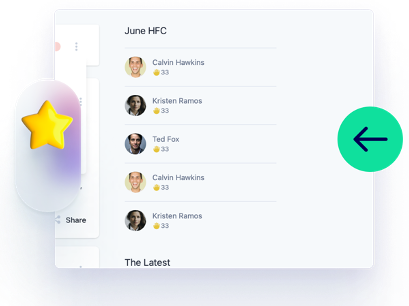 June HFC
Calvin Hawkins
33
Kristen Ramos
33
Ted Fox
33
Calvin Hawkins
33
Kristen Ramos
33
Share
The Latest